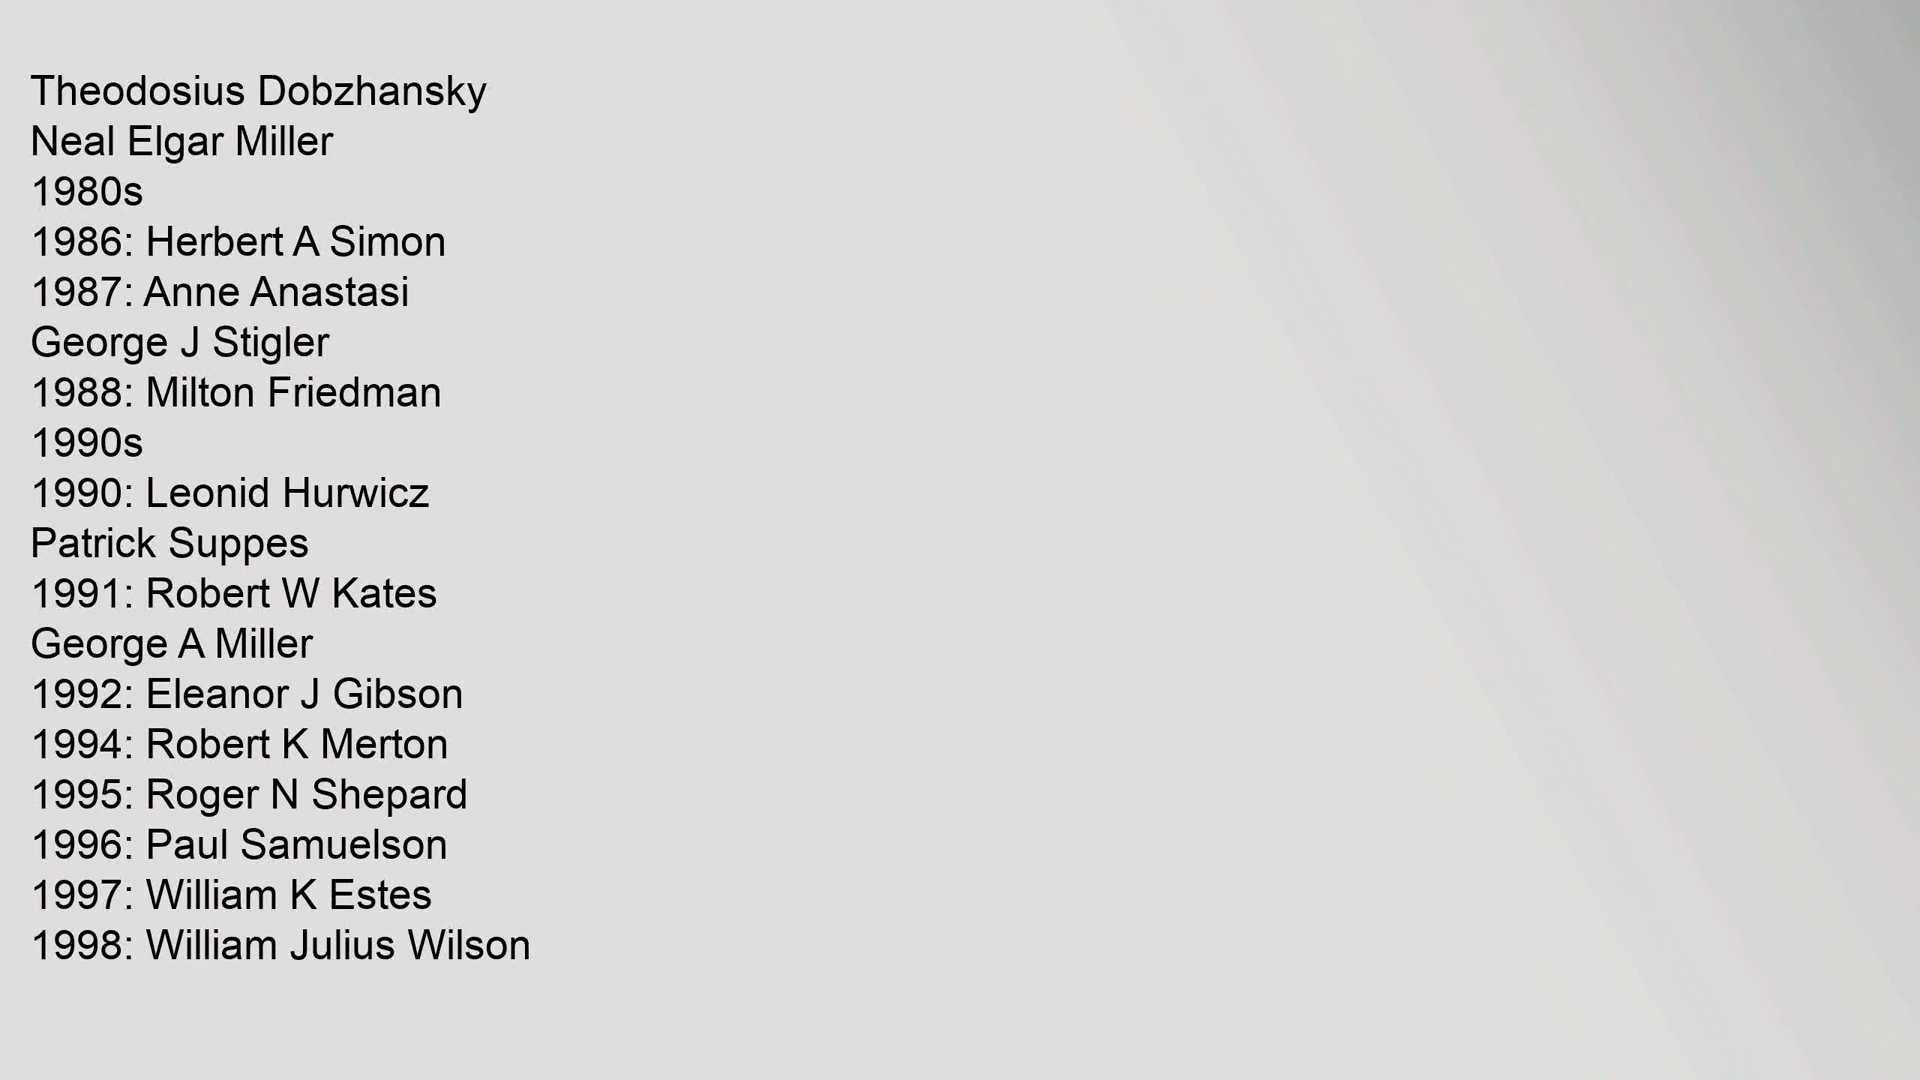 Theodosius Dobzhansky
Neal Elgar Miller
1980s
1986: Herbert A Simon
1987: Anne Anastasi
George J Stigler
1988: Milton Friedman
1990s
1990: Leonid Hurwicz
Patrick Suppes
1991: Robert W Kates
George A Miller
1992: Eleanor J Gibson
1994: Robert K Merton
1995: Roger N Shepard
1996: Paul Samuelson
1997: William K Estes
1998: William Julius Wilson